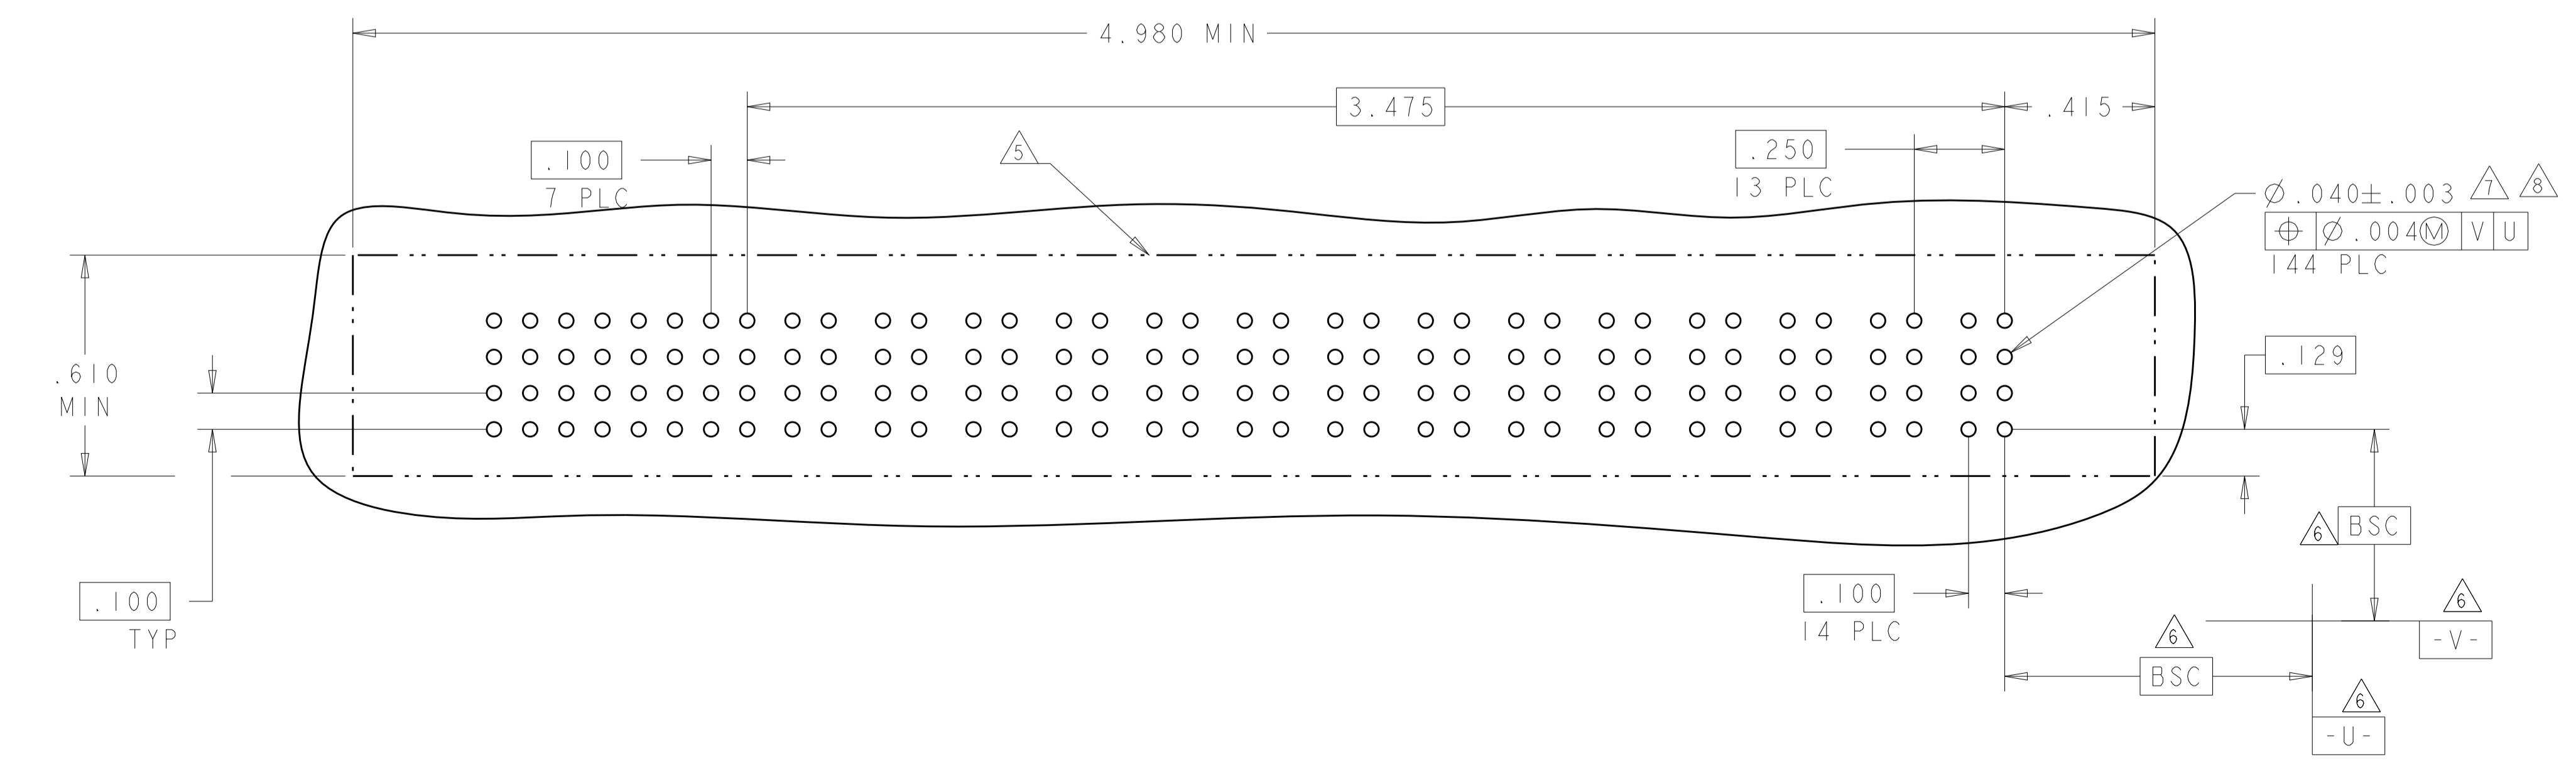 4.980 MIN
3.475
.415
.100
7 PLC
5
.250
13 PLC
⌀.040±.003 7 8
⌖ ⌀.004Ⓜ V U
144 PLC
.610
MIN
.129
6 BSC
.100
TYP
.100
14 PLC
6
BSC
6
-V-
6
-U-